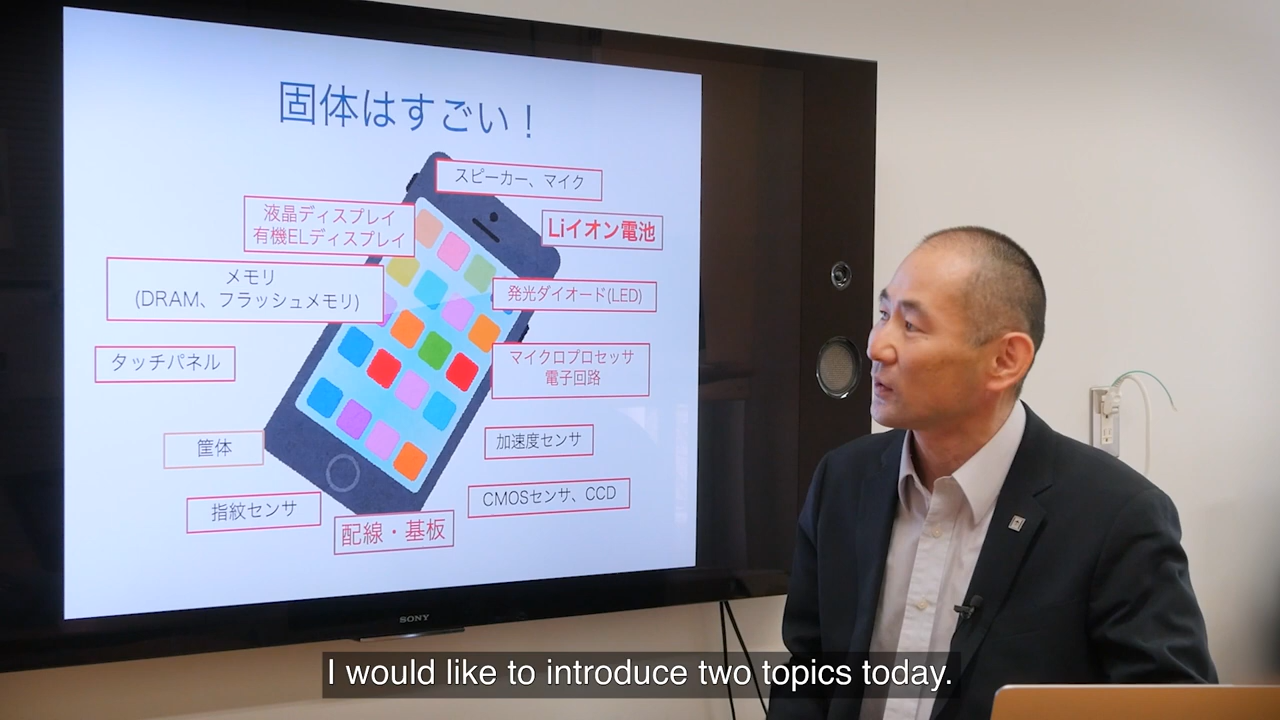 固体はすごい！
スピーカー、マイク
液晶ディスプレイ
有機ELディスプレイ
Liイオン電池
メモリ
(DRAM、フラッシュメモリ)
発光ダイオード(LED)
タッチパネル
マイクロプロセッサ
電子回路
筐体
加速度センサ
指紋センサ
CMOSセンサ、CCD
配線・基板
SONY
I would like to introduce two topics today.